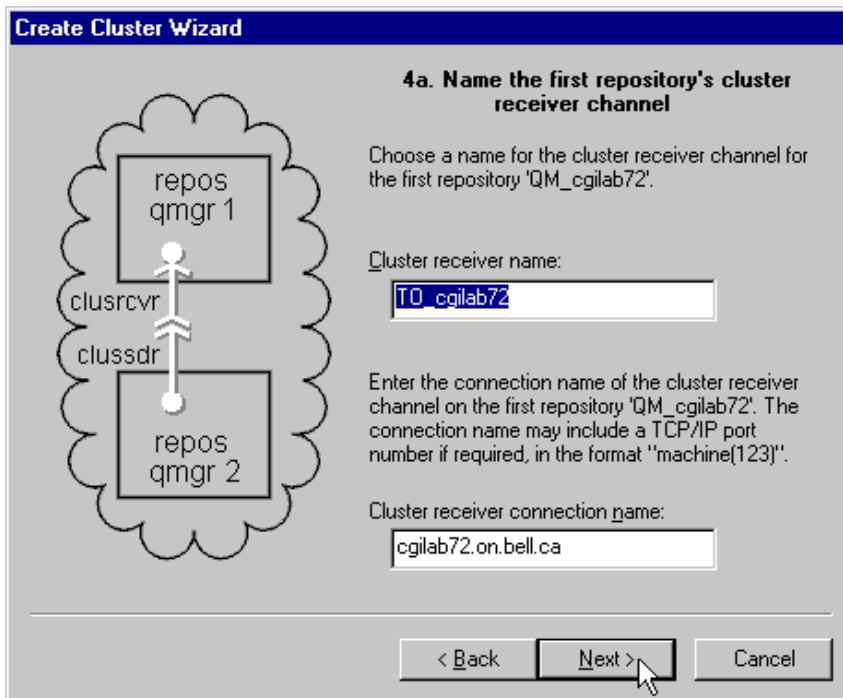 Create Cluster Wizard
repos
qmgr 1
clusrcvr
clussdr
repos
qmgr 2
4a. Name the first repository's cluster
receiver channel
Choose a name for the cluster receiver channel for
the first repository 'QM_cgilab72'.
Cluster receiver name:
TO_cgilab72
Enter the connection name of the cluster receiver
channel on the first repository 'QM_cgilab72'. The
connection name may include a TCP/IP port
number if required, in the format "machine(123)".
Cluster receiver connection name:
cgilab72.on.bell.ca
< Back
Next >
Cancel